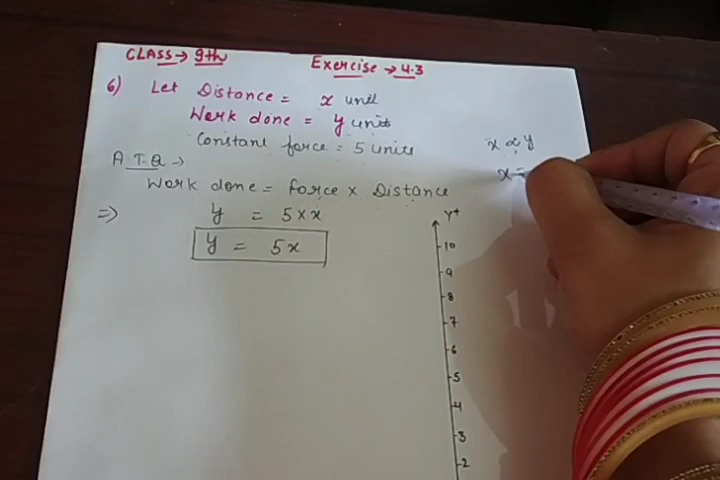 CLASS → 9th Exercise → 4.3
6) Let Distance = x unit
Work done = y units
Constant force = 5 units
A.T.Q →
Work done = force × Distance
⇒ y = 5 × x
y = 5x
x ∝ y
x =
Y+
10
9
8
7
6
5
4
3
2